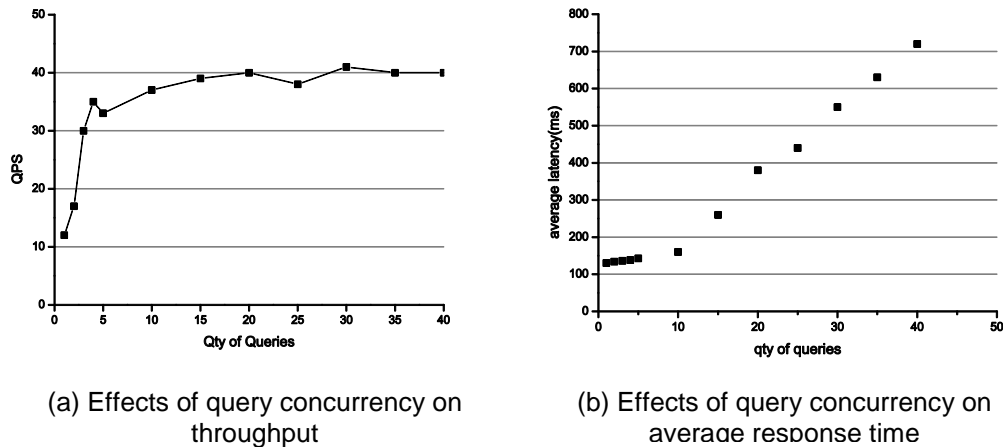 50
40
30
20
10
0
QPS
0 5 10 15 20 25 30 35 40
Qty of Queries
(a) Effects of query concurrency on
throughput
800
700
600
500
400
300
200
100
0
average latency(ms)
0 10 20 30 40 50
qty of queries
(b) Effects of query concurrency on
average response time